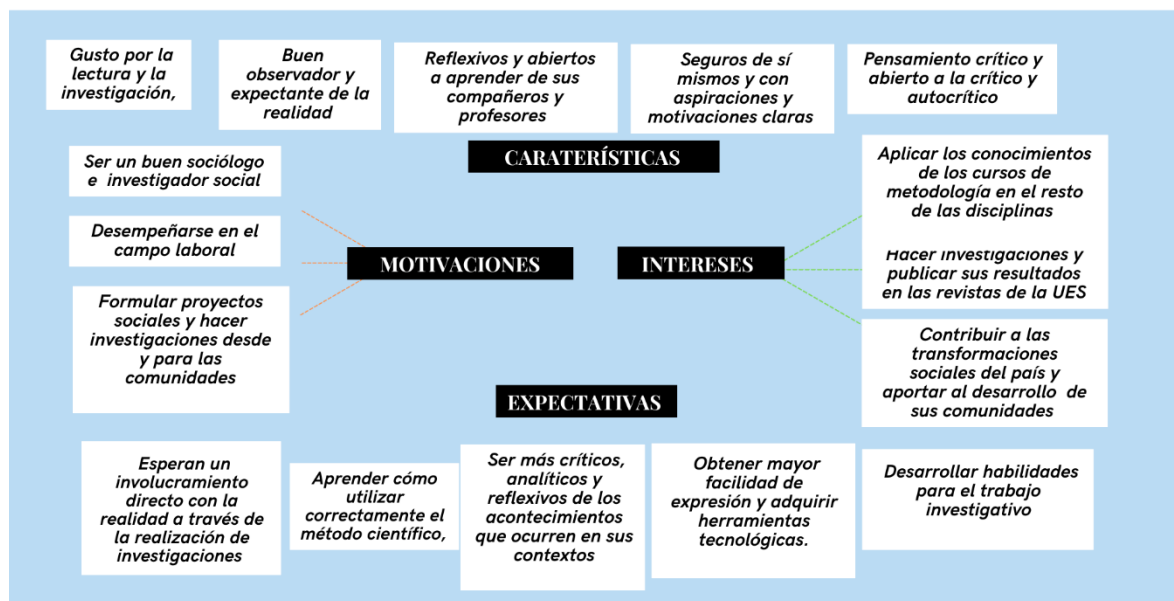 Gusto por la
lectura y la
investigación,
Buen
observador y
expectante de la
realidad
Reflexivos y abiertos
a aprender de sus
compañeros y
profesores
Seguros de sí
mismos y con
aspiraciones y
motivaciones claras
Pensamiento crítico y
abierto a la crítico y
autocrítico
CARATERÍSTICAS
Ser un buen sociólogo
e investigador social
Desempeñarse en el
campo laboral
Formular proyectos
sociales y hacer
investigaciones desde
y para las
comunidades
MOTIVACIONES
INTERESES
Aplicar los conocimientos
de los cursos de
metodología en el resto
de las disciplinas
Hacer investigaciones y
publicar sus resultados
en las revistas de la UES
Contribuir a las
transformaciones
sociales del país y
aportar al desarrollo de
sus comunidades
EXPECTATIVAS
Esperan un
involucramiento
directo con la
realidad a través de
la realización de
investigaciones
Aprender cómo
utilizar
correctamente el
método científico,
Ser más críticos,
analíticos y
reflexivos de los
acontecimientos
que ocurren en sus
contextos
Obtener mayor
facilidad de
expresión y adquirir
herramientas
tecnológicas.
Desarrollar habilidades
para el trabajo
investigativo